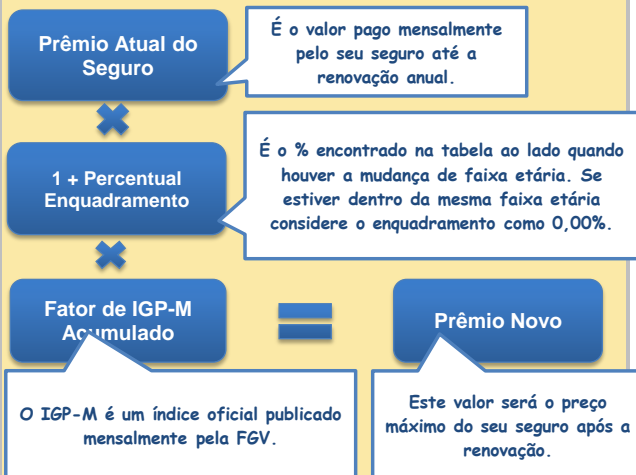 Prêmio Atual do
Seguro
É o valor pago mensalmente
pelo seu seguro até a
renovação anual.
1 + Percentual
Enquadramento
É o % encontrado na tabela ao lado quando
houver a mudança de faixa etária. Se
estiver dentro da mesma faixa etária
considere o enquadramento como 0,00%.
Fator de IGP-M
Acumulado
Prêmio Novo
O IGP-M é um índice oficial publicado
mensalmente pela FGV.
Este valor será o preço
máximo do seu seguro após a
renovação.